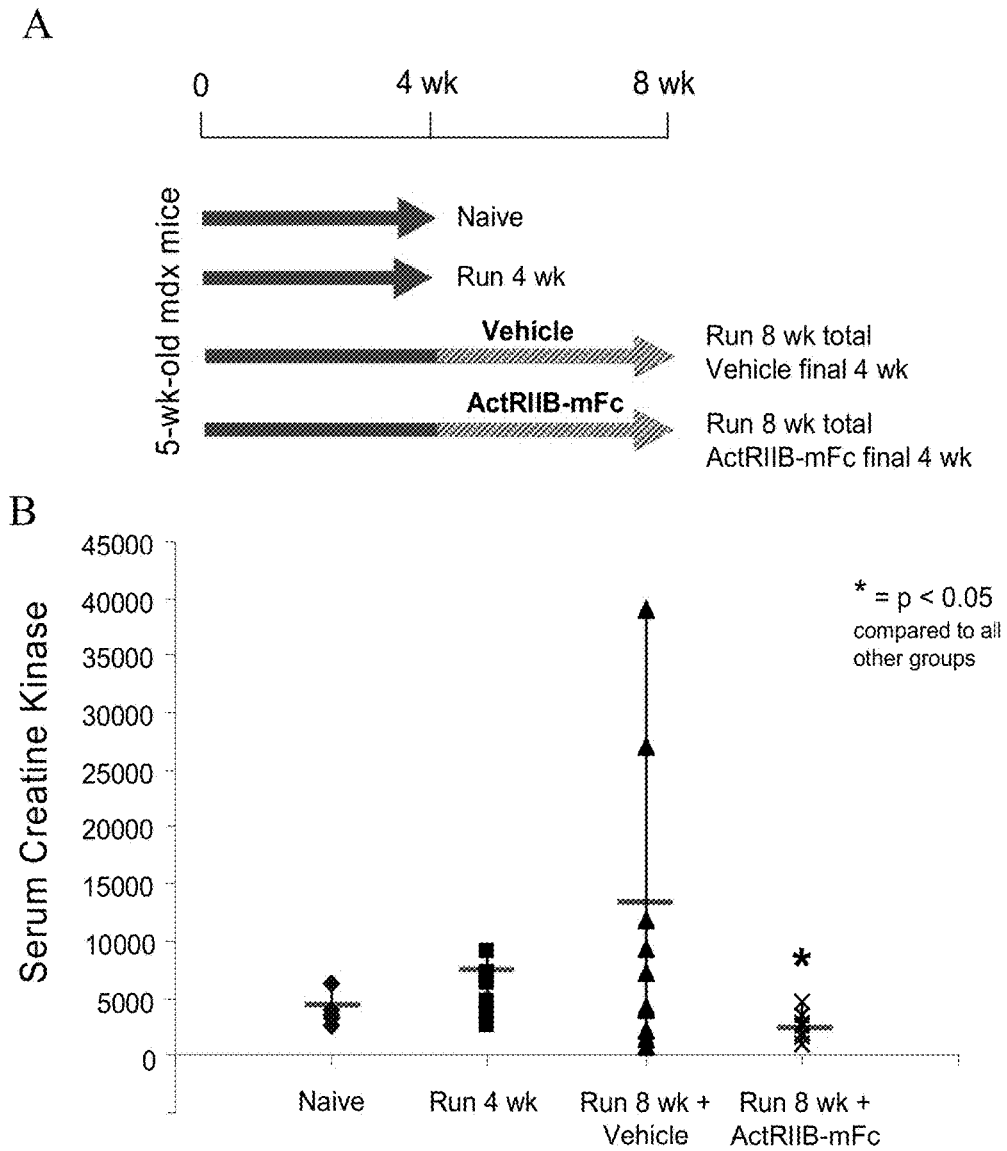 A
0 4 wk 8 wk
5-wk-old mdx mice
Naive
Run 4 wk
Vehicle
Run 8 wk total
Vehicle final 4 wk
ActRIIB-mFc
Run 8 wk total
ActRIIB-mFc final 4 wk
B
Serum Creatine Kinase
45000
40000
35000
30000
25000
20000
15000
10000
5000
0
* = p < 0.05
compared to all
other groups
*
Naive
Run 4 wk
Run 8 wk +
Vehicle
Run 8 wk +
ActRIIB-mFc